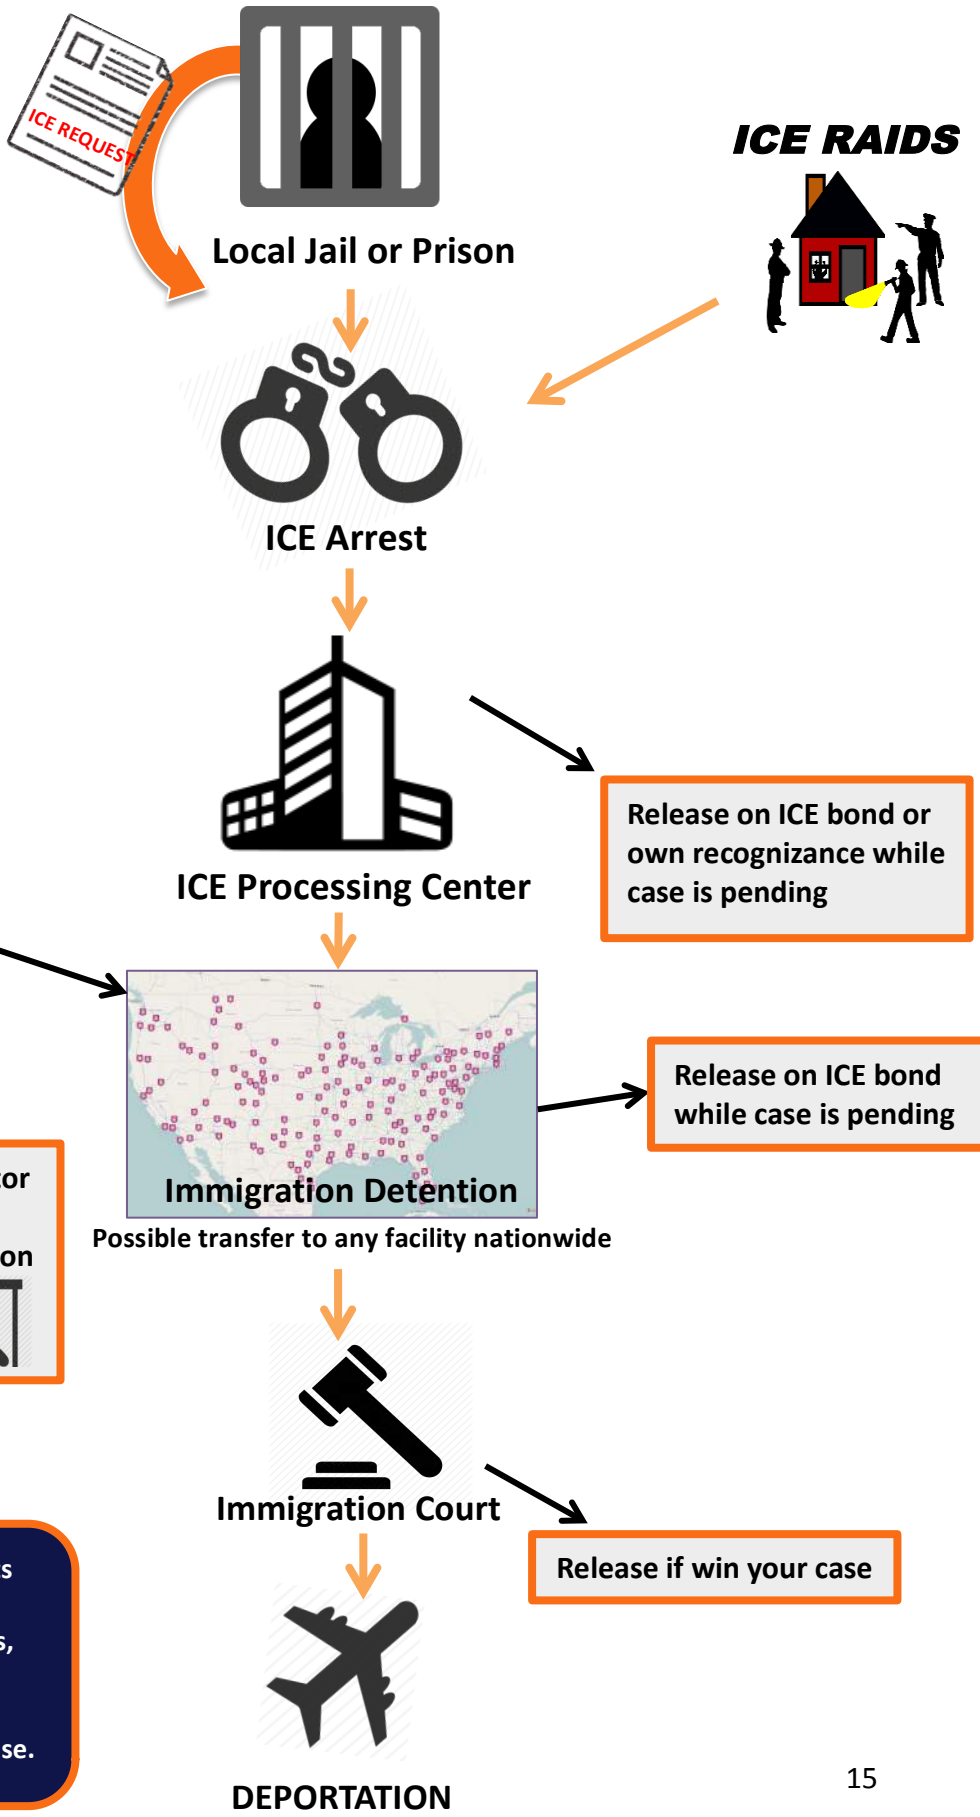 ICE REQUEST
ICE RAIDS
Local Jail or Prison
ICE Arrest
Release on ICE bond or
own recognizance while
case is pending
ICE Processing Center
Release on ICE bond
while case is pending
Immigration Detention
Possible transfer to any facility nationwide
Immigration Court
Release if win your case
DEPORTATION
15